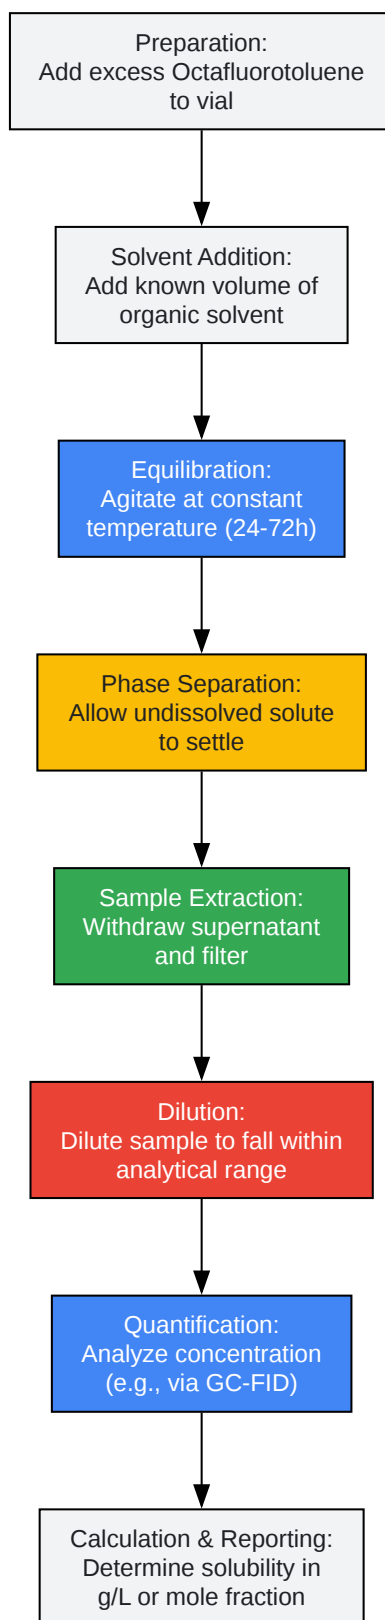 Preparation:
Add excess Octafluorotoluene
to vial
Solvent Addition:
Add known volume of
organic solvent
Equilibration:
Agitate at constant
temperature (24-72h)
Phase Separation:
Allow undissolved solute
to settle
Sample Extraction:
Withdraw supernatant
and filter
Dilution:
Dilute sample to fall within
analytical range
Quantification:
Analyze concentration
(e.g., via GC-FID)
Calculation & Reporting:
Determine solubility in
g/L or mole fraction